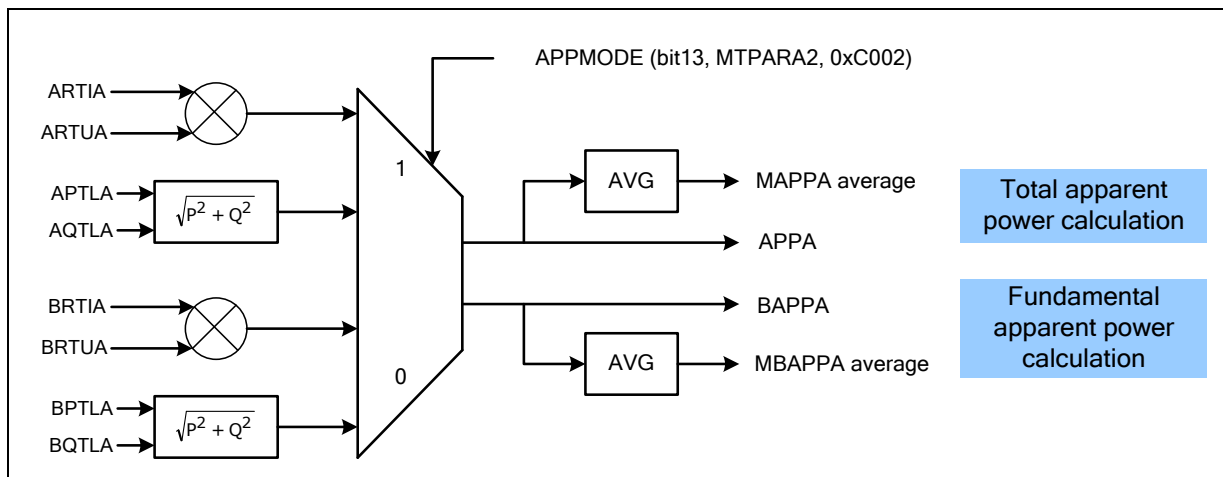 APPMODE (bit13, MTPARA2, 0xC002)
ARTIA
ARTUA
1
APTLA
AQTLA
√P² + Q²
AVG
MAPPA average
APPA
Total apparent
power calculation
BRTIA
BRTUA
0
BAPPA
AVG
MBAPPA average
Fundamental
apparent power
calculation
BPTLA
BQTLA
√P² + Q²